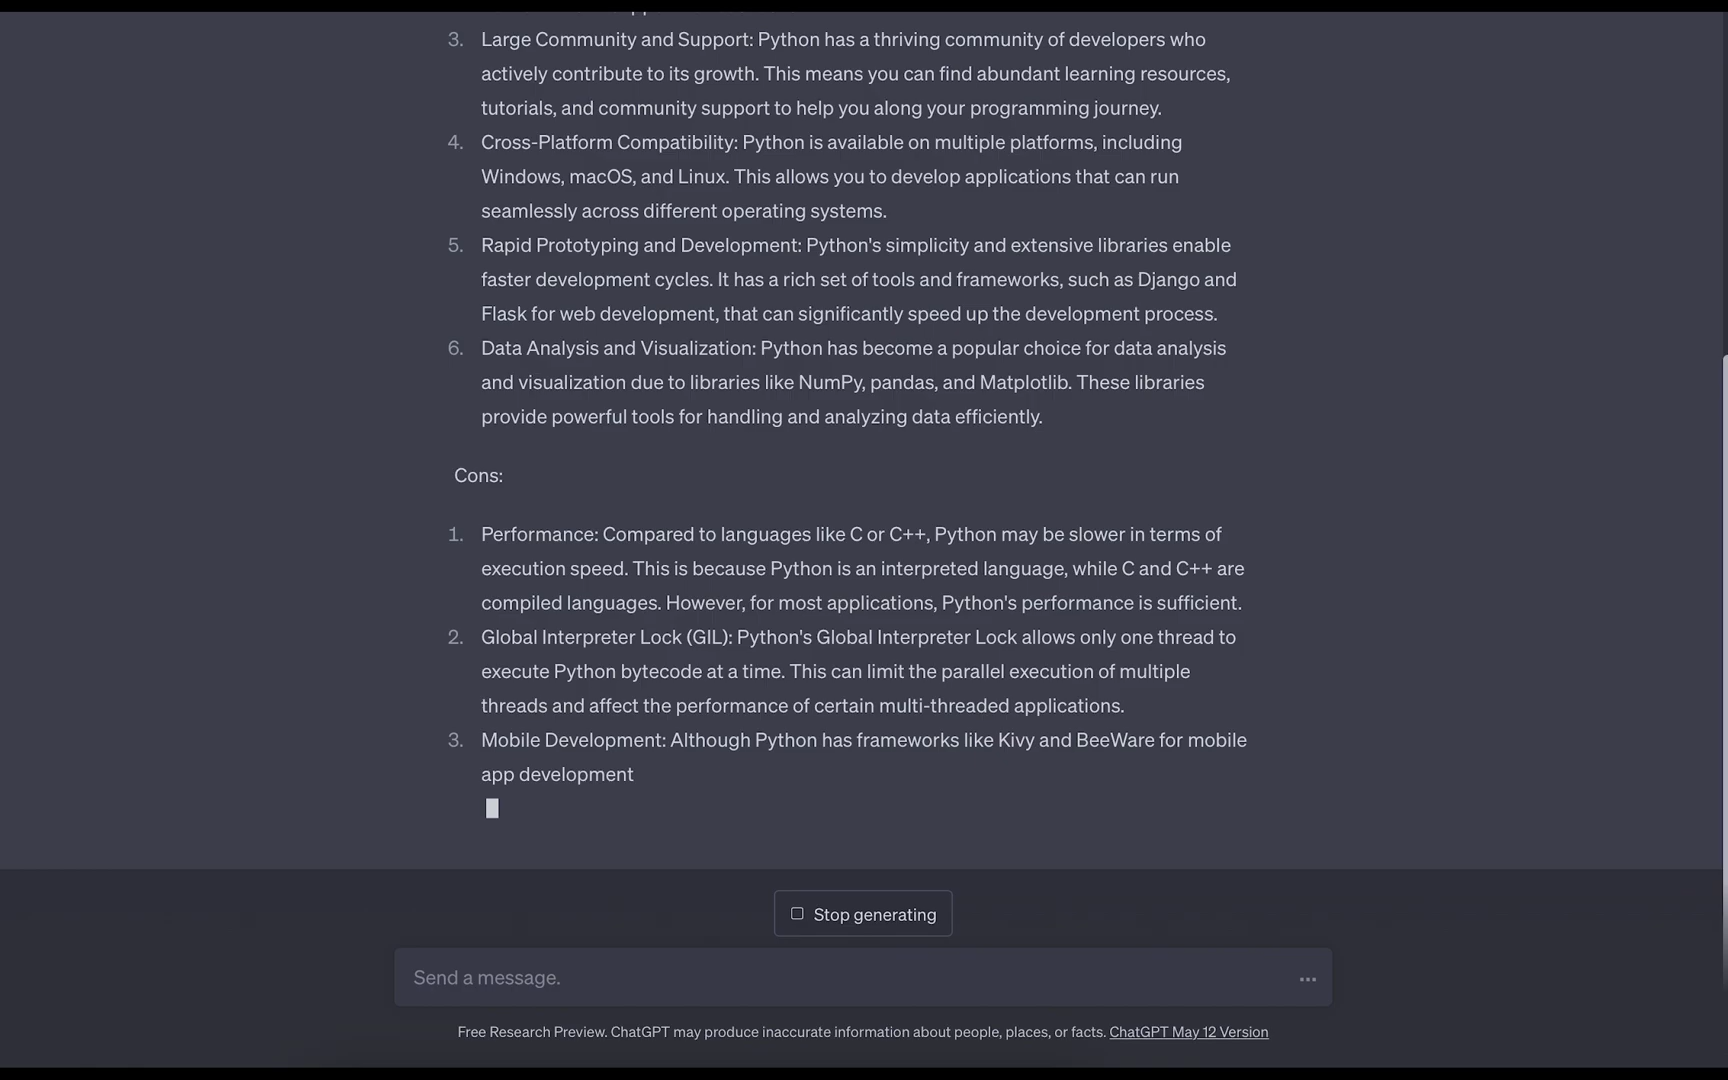 3. Large Community and Support: Python has a thriving community of developers who
actively contribute to its growth. This means you can find abundant learning resources,
tutorials, and community support to help you along your programming journey.
4. Cross-Platform Compatibility: Python is available on multiple platforms, including
Windows, macOS, and Linux. This allows you to develop applications that can run
seamlessly across different operating systems.
5. Rapid Prototyping and Development: Python's simplicity and extensive libraries enable
faster development cycles. It has a rich set of tools and frameworks, such as Django and
Flask for web development, that can significantly speed up the development process.
6. Data Analysis and Visualization: Python has become a popular choice for data analysis
and visualization due to libraries like NumPy, pandas, and Matplotlib. These libraries
provide powerful tools for handling and analyzing data efficiently.
Cons:
1. Performance: Compared to languages like C or C++, Python may be slower in terms of
execution speed. This is because Python is an interpreted language, while C and C++ are
compiled languages. However, for most applications, Python's performance is sufficient.
2. Global Interpreter Lock (GIL): Python's Global Interpreter Lock allows only one thread to
execute Python bytecode at a time. This can limit the parallel execution of multiple
threads and affect the performance of certain multi-threaded applications.
3. Mobile Development: Although Python has frameworks like Kivy and BeeWare for mobile
app development
Stop generating
Send a message.
Free Research Preview. ChatGPT may produce inaccurate information about people, places, or facts. ChatGPT May 12 Version